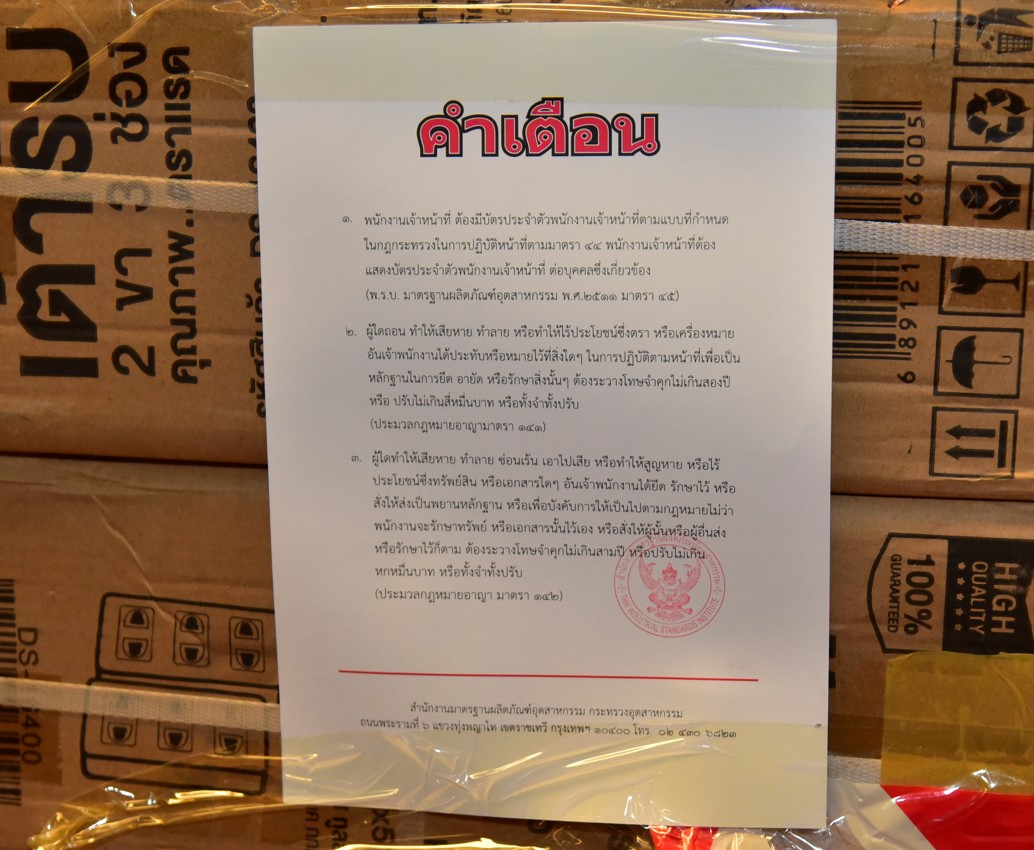 คำเตือน
๑. พนักงานเจ้าหน้าที่ ต้องมีบัตรประจำตัวพนักงานเจ้าหน้าที่ตามแบบที่กำหนด
ในกฎกระทรวงในการปฏิบัติหน้าที่ตามมาตรา ๔๔ พนักงานเจ้าหน้าที่ต้อง
แสดงบัตรประจำตัวพนักงานเจ้าหน้าที่ ต่อบุคคลซึ่งเกี่ยวข้อง
(พ.ร.บ. มาตรฐานผลิตภัณฑ์อุตสาหกรรม พ.ศ.๒๕๑๑ มาตรา ๔๕)
๒. ผู้ใดถอน ทำให้เสียหาย ทำลาย หรือทำให้ไร้ประโยชน์ซึ่งตรา หรือเครื่องหมาย
อันเจ้าพนักงานได้ประทับหรือหมายไว้ที่สิ่งใดๆ ในการปฏิบัติตามหน้าที่เพื่อเป็น
หลักฐานในการยึด อายัด หรือรักษาสิ่งนั้นๆ ต้องระวางโทษจำคุกไม่เกินสองปี
หรือ ปรับไม่เกินสี่หมื่นบาท หรือทั้งจำทั้งปรับ
(ประมวลกฎหมายอาญามาตรา ๑๔๑)
๓. ผู้ใดทำให้เสียหาย ทำลาย ซ่อนเร้น เอาไปเสีย หรือทำให้สูญหาย หรือไร้
ประโยชน์ซึ่งทรัพย์สิน หรือเอกสารใดๆ อันเจ้าพนักงานได้ยึด รักษาไว้ หรือ
สั่งให้ส่งเป็นพยานหลักฐาน หรือเพื่อบังคับการให้เป็นไปตามกฎหมายไม่ว่า
พนักงานจะรักษาทรัพย์ หรือเอกสารนั้นไว้เอง หรือสั่งให้ผู้นั้นหรือผู้อื่นส่ง
หรือรักษาไว้ก็ตาม ต้องระวางโทษจำคุกไม่เกินสามปี หรือปรับไม่เกิน
หกหมื่นบาท หรือทั้งจำทั้งปรับ
(ประมวลกฎหมายอาญา มาตรา ๑๔๒)
THAI INDUSTRIAL STANDARDS INSTITUTE
สำนักงานมาตรฐานผลิตภัณฑ์อุตสาหกรรม กระทรวงอุตสาหกรรม
ถนนพระรามที่ ๖ แขวงทุ่งพญาไท เขตราชเทวี กรุงเทพฯ ๑๐๔๐๐ โทร. ๐๒ ๔๓๐ ๖๘๒๓
เต้ารับ
2 ขา 3 ช่อง
คุณภาพ..ตราแรด
HIGH
QUALITY
100%
GUARANTEED